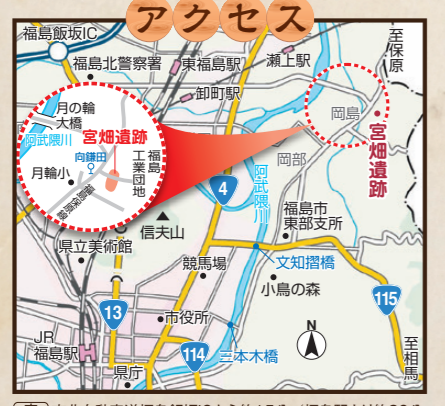 アクセス
福島飯坂IC
福島北警察署
東福島駅
瀬上駅
至保原
卸町駅
月の輪
大橋
宮畑遺跡
阿武隈川
向鎌田
福島
工業団地
月輪小
福島保原線
岡島
宮畑遺跡
岡部
阿武隈川
4
信夫山
福島市
東部支所
県立美術館
競馬場
文知摺橋
小鳥の森
115
13
市役所
JR
福島駅
114
三本木橋
N
県庁
至相馬